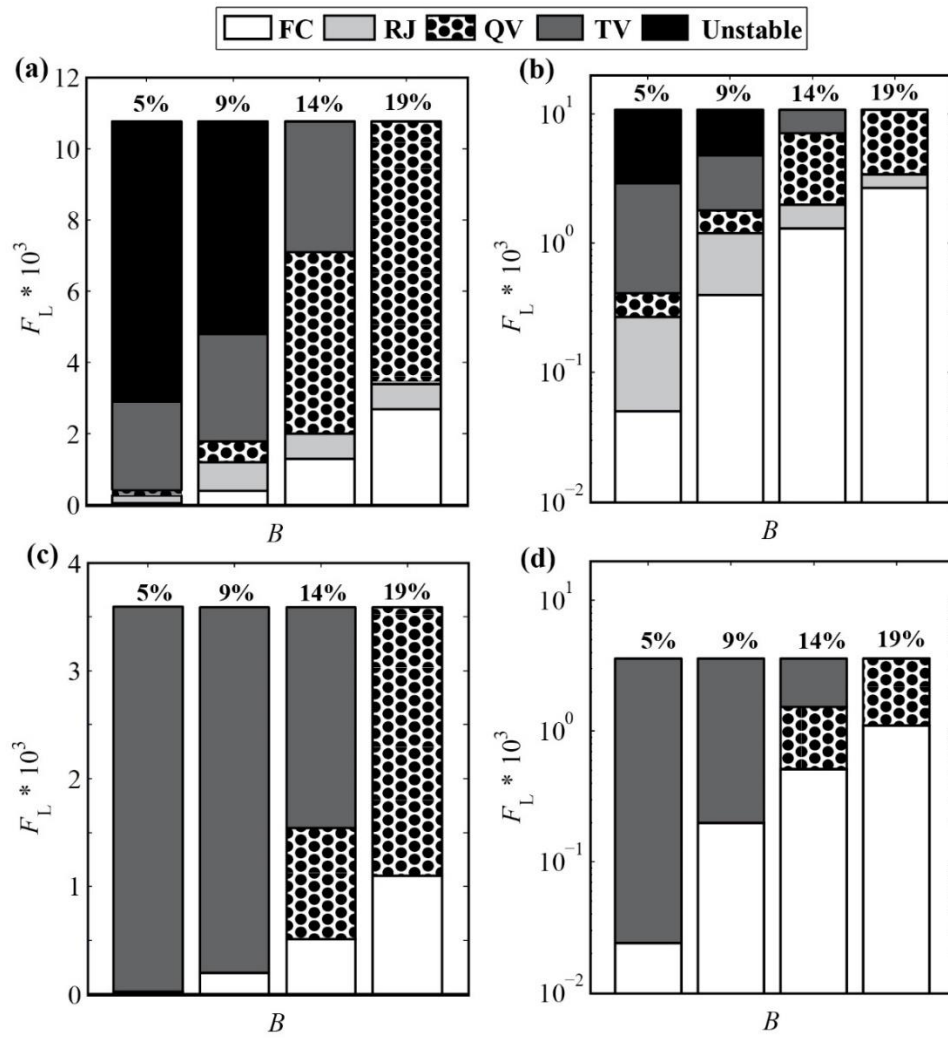 FC RJ QV TV Unstable
(a)
12
10
8
6
4
2
0
F_L * 10^3
5% 9% 14% 19%
B
(b)
10^1
10^0
10^−1
10^−2
F_L * 10^3
5% 9% 14% 19%
B
(c)
4
3
2
1
0
F_L * 10^3
5% 9% 14% 19%
B
(d)
10^1
10^0
10^−1
10^−2
F_L * 10^3
5% 9% 14% 19%
B